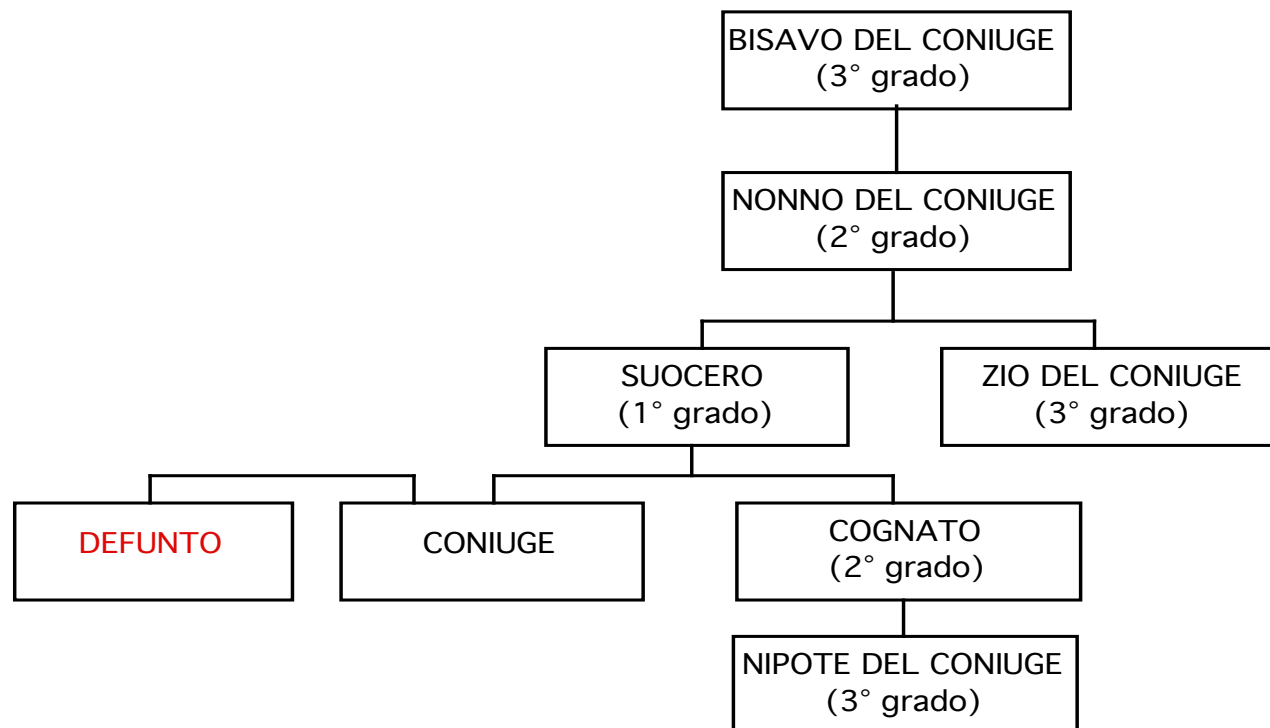 BISAVO DEL CONIUGE
(3° grado)
NONNO DEL CONIUGE
(2° grado)
SUOCERO
(1° grado)
ZIO DEL CONIUGE
(3° grado)
DEFUNTO
CONIUGE
COGNATO
(2° grado)
NIPOTE DEL CONIUGE
(3° grado)